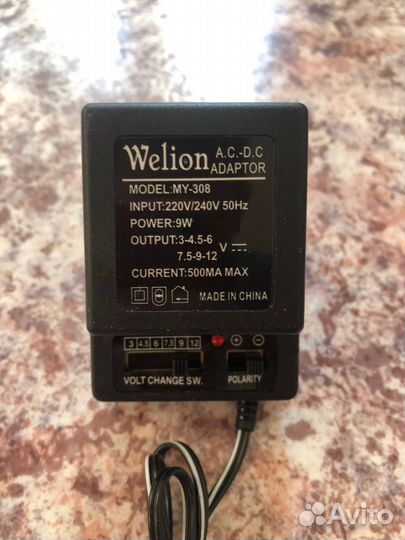 Welion A.C.-D.C
ADAPTOR
MODEL:MY-308
INPUT:220V/240V 50Hz
POWER:9W
OUTPUT:3-4.5-6
7.5-9-12 V
CURRENT:500MA MAX
MADE IN CHINA
3 4.5 6 7.5 9 12 + −
VOLT CHANGE SW. POLARITY
Avito